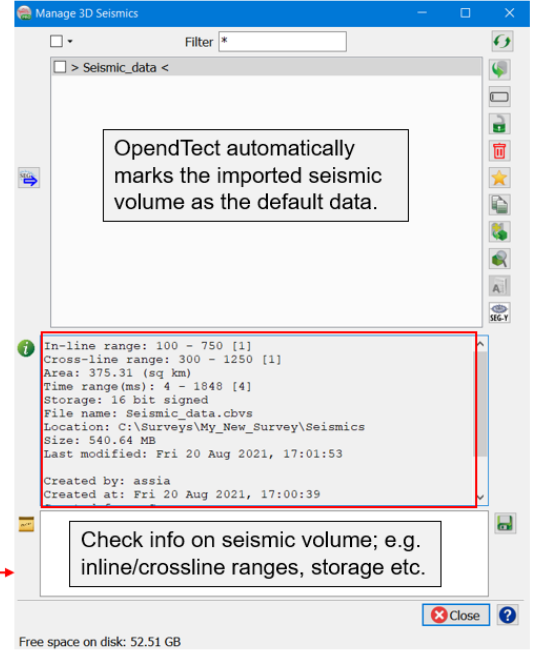 Manage 3D Seismics
Filter *
> Seismic_data <
OpendTect automatically
marks the imported seismic
volume as the default data.
SEG-Y
In-line range: 100 - 750 [1]
Cross-line range: 300 - 1250 [1]
Area: 375.31 (sq km)
Time range(ms): 4 - 1848 [4]
Storage: 16 bit signed
File name: Seismic_data.cbvs
Location: C:\Surveys\My_New_Survey\Seismics
Size: 540.64 MB
Last modified: Fri 20 Aug 2021, 17:01:53
Created by: assia
Created at: Fri 20 Aug 2021, 17:00:39
Check info on seismic volume; e.g.
inline/crossline ranges, storage etc.
Close
Free space on disk: 52.51 GB